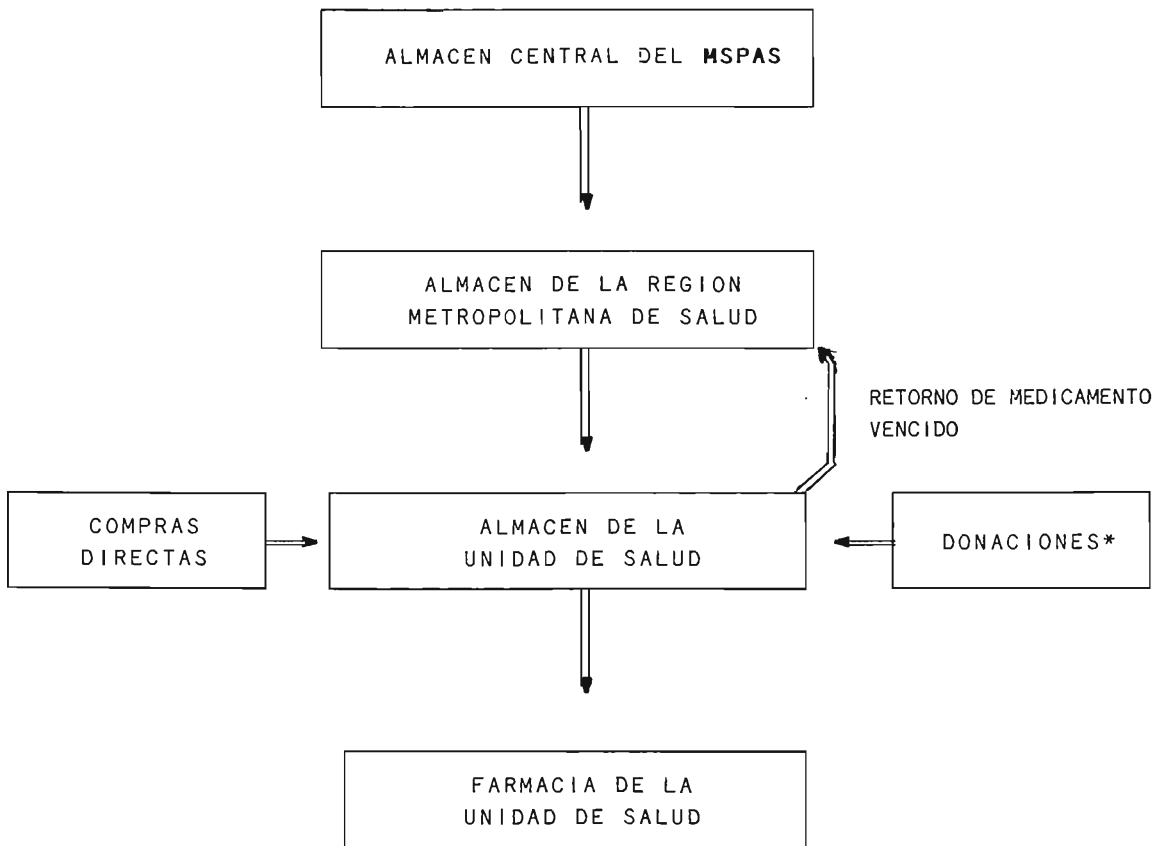 ALMACEN CENTRAL DEL MSPAS
ALMACEN DE LA REGION
METROPOLITANA DE SALUD
RETORNO DE MEDICAMENTO
VENCIDO
COMPRAS
DIRECTAS
ALMACEN DE LA
UNIDAD DE SALUD
DONACIONES*
FARMACIA DE LA
UNIDAD DE SALUD